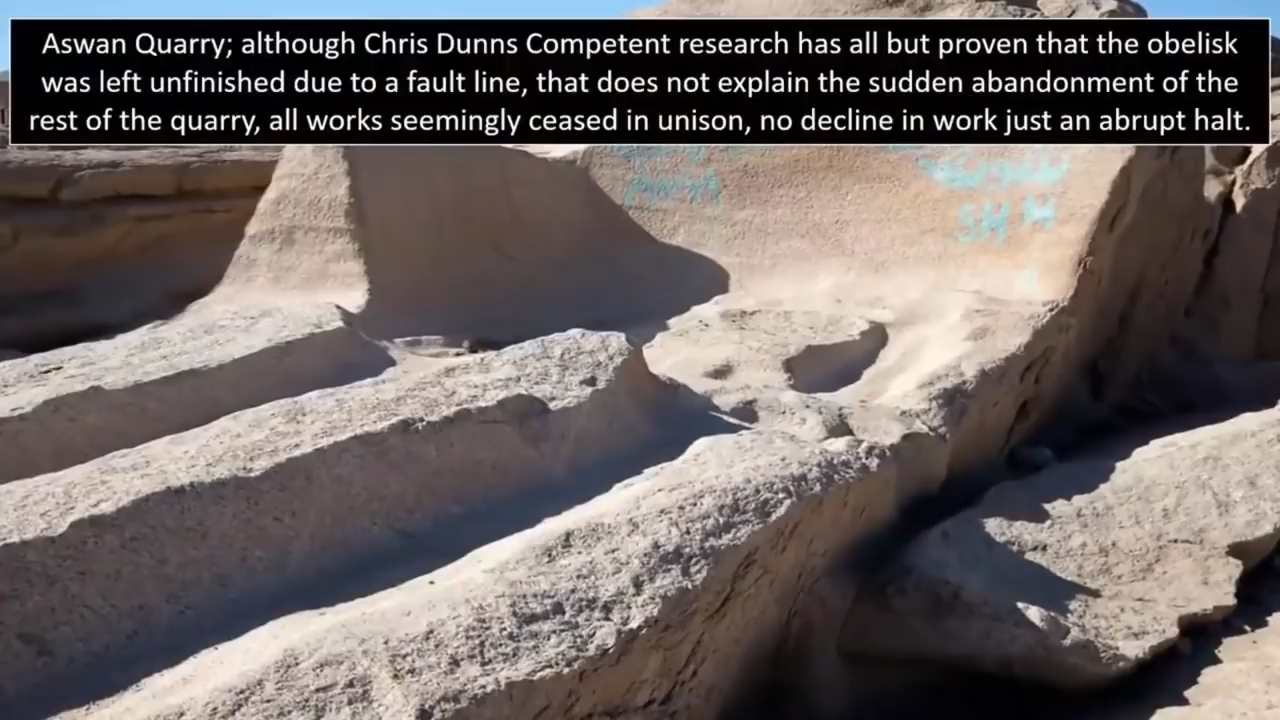 Aswan Quarry; although Chris Dunns Competent research has all but proven that the obelisk
was left unfinished due to a fault line, that does not explain the sudden abandonment of the
rest of the quarry, all works seemingly ceased in unison, no decline in work just an abrupt halt.